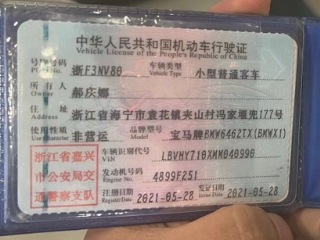 中华人民共和国机动车行驶证
Vehicle License of the People's Republic of China
号牌号码 浙F3NV80 车辆类型 小型普通客车
Plate No. Vehicle Type
所有人 郝庆娜
Owner
住址 浙江省海宁市袁花镇夹山村冯家堰兜177号
Address
使用性质 非营运 品牌型号 宝马牌BMW6462TX(BMWX1)
浙江省嘉兴
市公安局交
通警察支队
车辆识别代号
VIN
发动机号码 4899F251
Engine No.
注册日期 2021-05-28 发证日期 2021-05-28
Register Date Issue Date